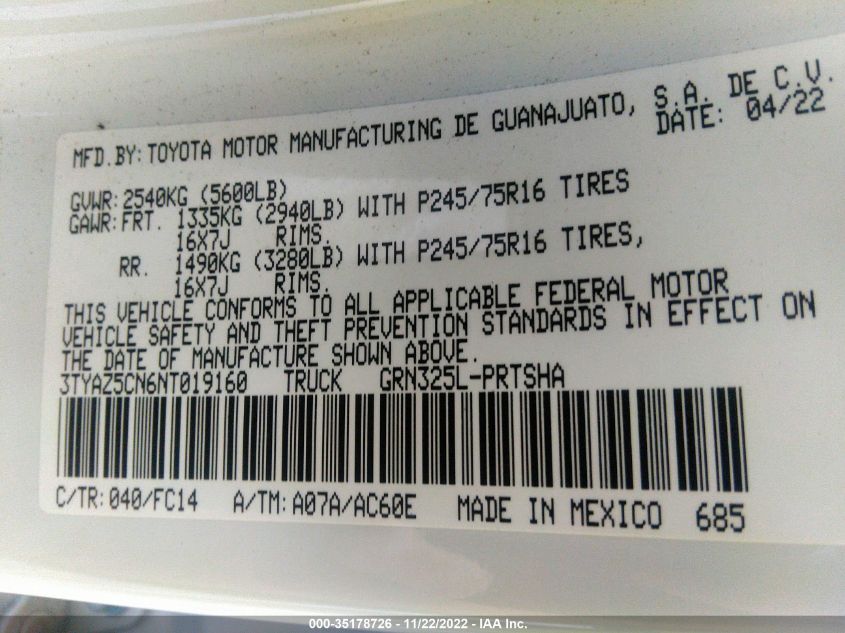 MFD.BY:TOYOTA MOTOR MANUFACTURING DE GUANAJUATO, S.A. DE C.V.
DATE: 04/22
GVWR:2540KG (5600LB)
GAWR:FRT. 1335KG (2940LB) WITH P245/75R16 TIRES
16X7J RIMS.
RR. 1490KG (3280LB) WITH P245/75R16 TIRES,
16X7J RIMS.
THIS VEHICLE CONFORMS TO ALL APPLICABLE FEDERAL MOTOR
VEHICLE SAFETY AND THEFT PREVENTION STANDARDS IN EFFECT ON
THE DATE OF MANUFACTURE SHOWN ABOVE.
3TYAZ5CN6NT019160 TRUCK GRN325L-PRTSHA
C/TR:040/FC14 A/TM:A07A/AC60E MADE IN MEXICO 685
000-35178726 - 11/22/2022 - IAA Inc.